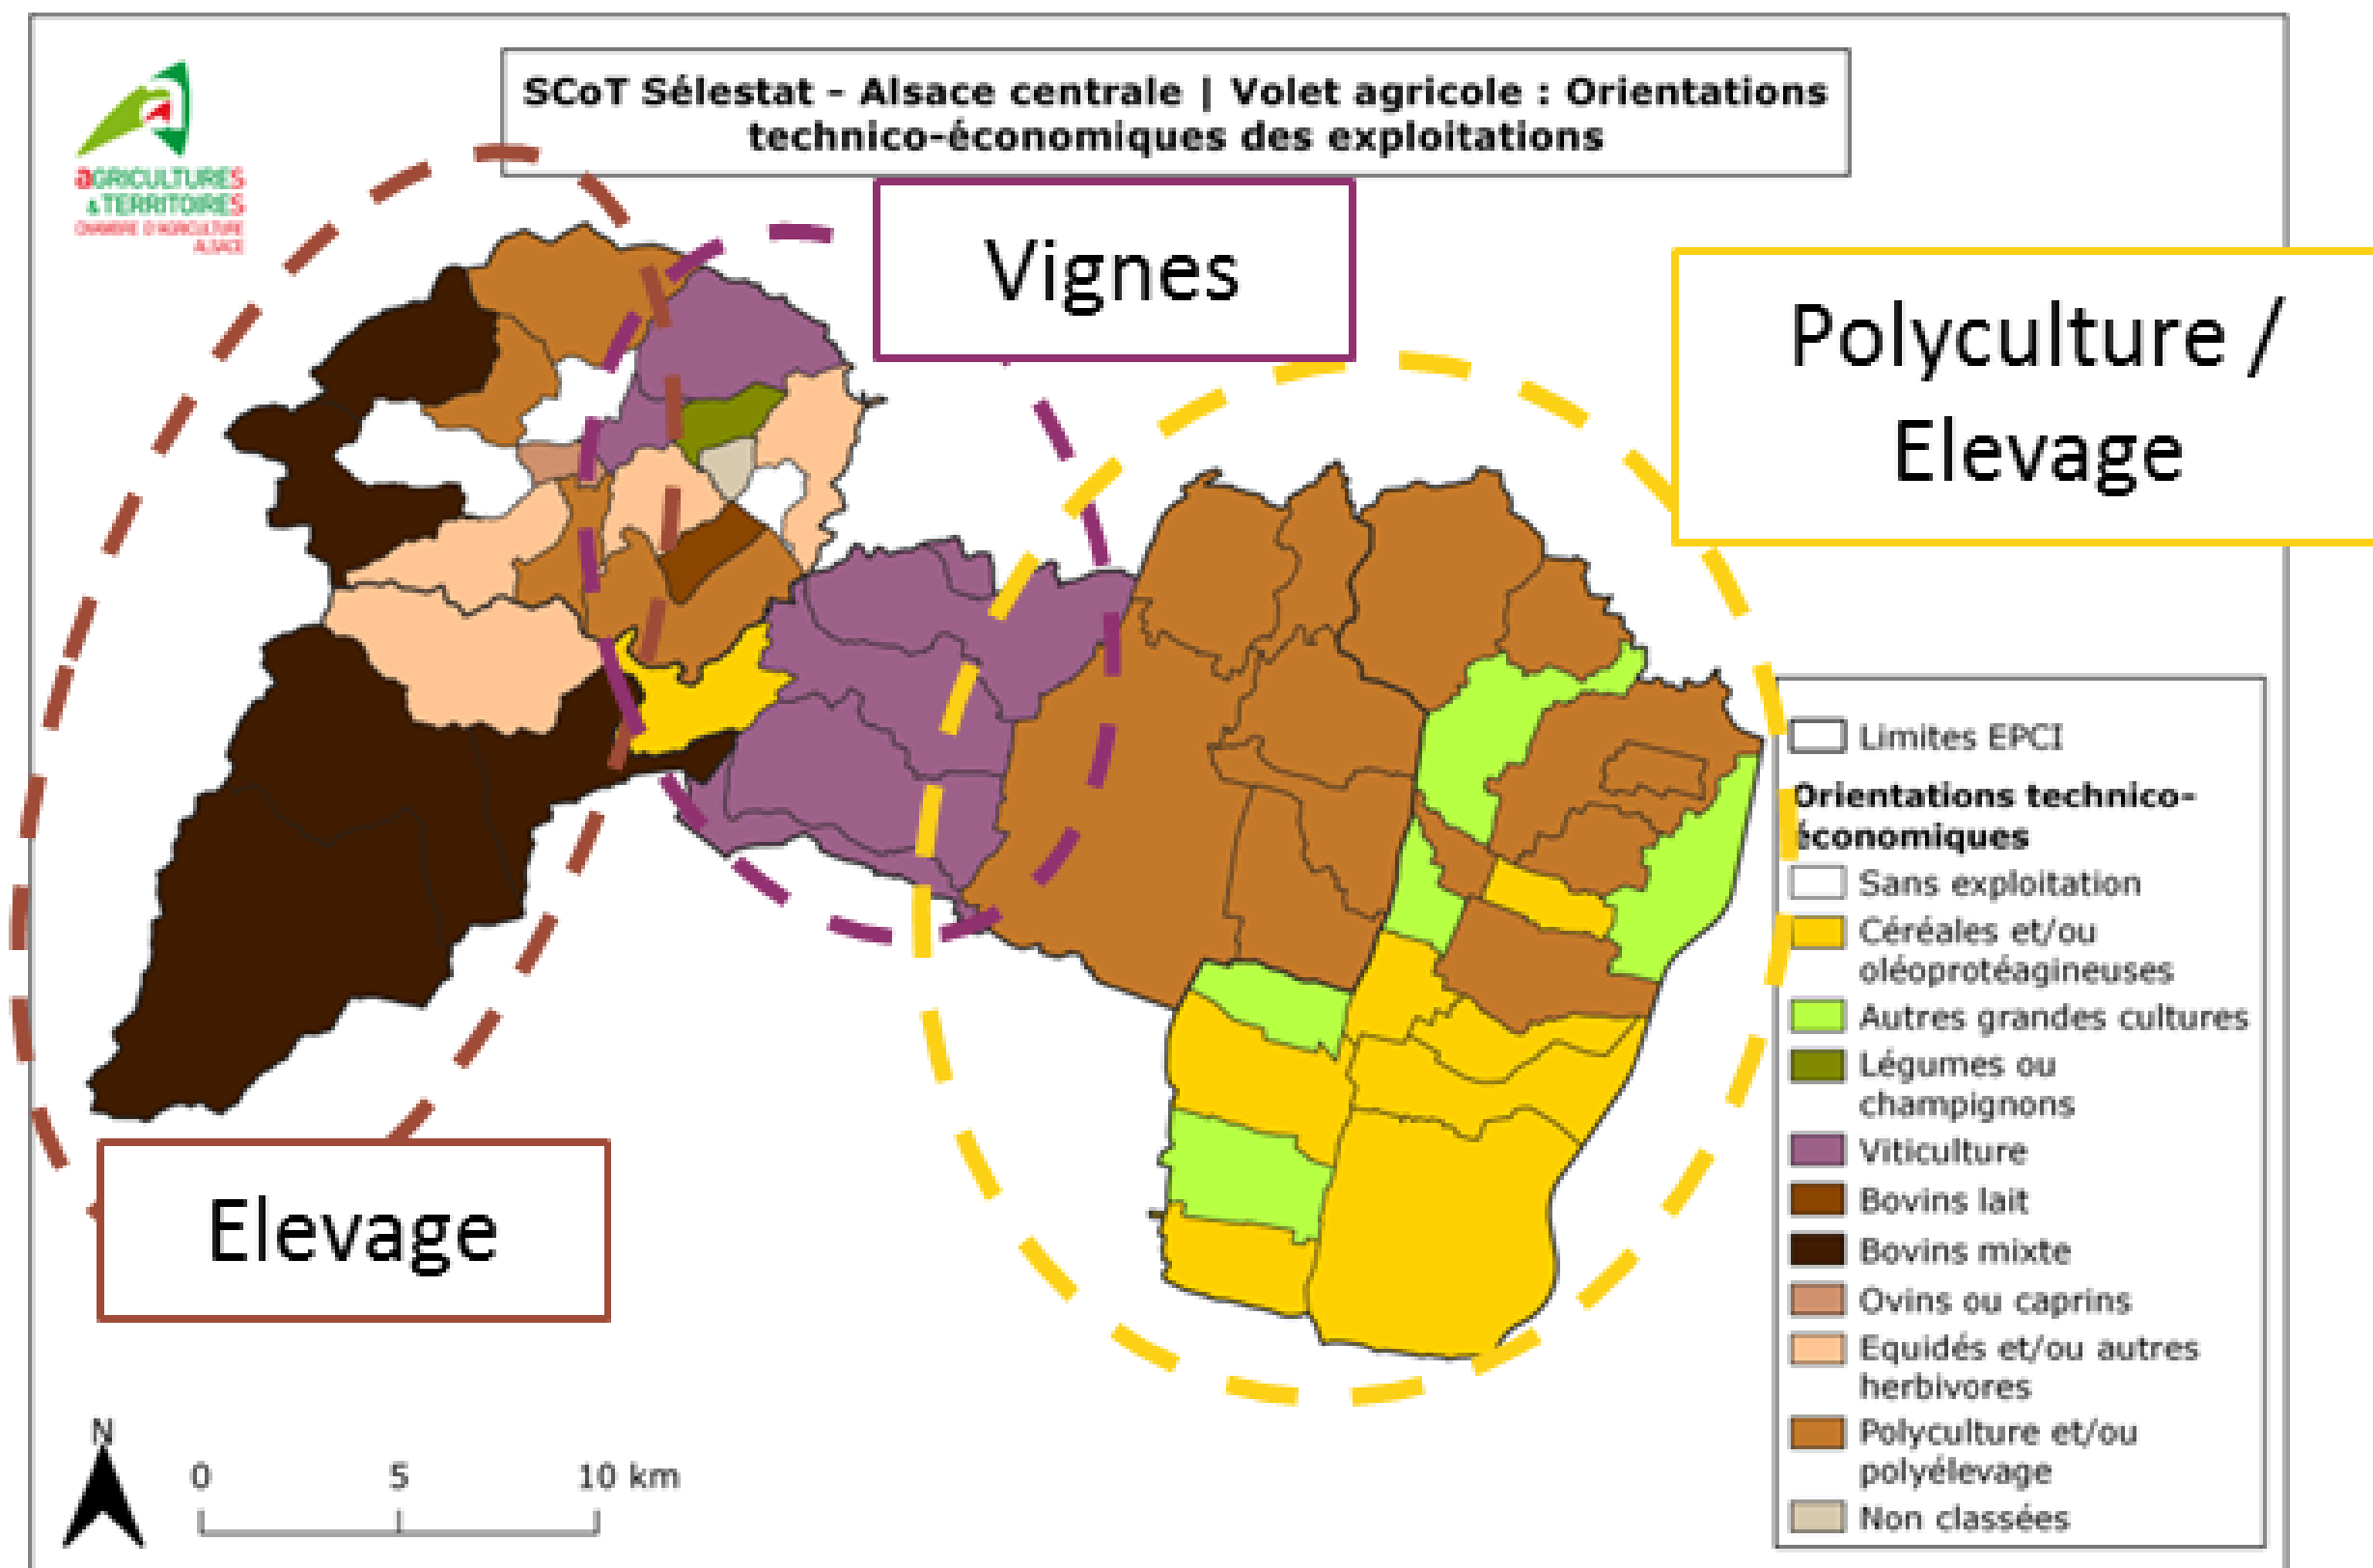 SCoT Sélestat – Alsace centrale | Volet agricole : Orientations
technico-économiques des exploitations
aGRICULTURES
&TERRITOIRES
CHAMBRE D'AGRICULTURE
ALSACE
Vignes
Polyculture /
Elevage
Elevage
Limites EPCI
Orientations technico-
économiques
Sans exploitation
Céréales et/ou
oléoprotéagineuses
Autres grandes cultures
Légumes ou
champignons
Viticulture
Bovins lait
Bovins mixte
Ovins ou caprins
Equidés et/ou autres
herbivores
Polyculture et/ou
polyélevage
Non classées
N
0 5 10 km